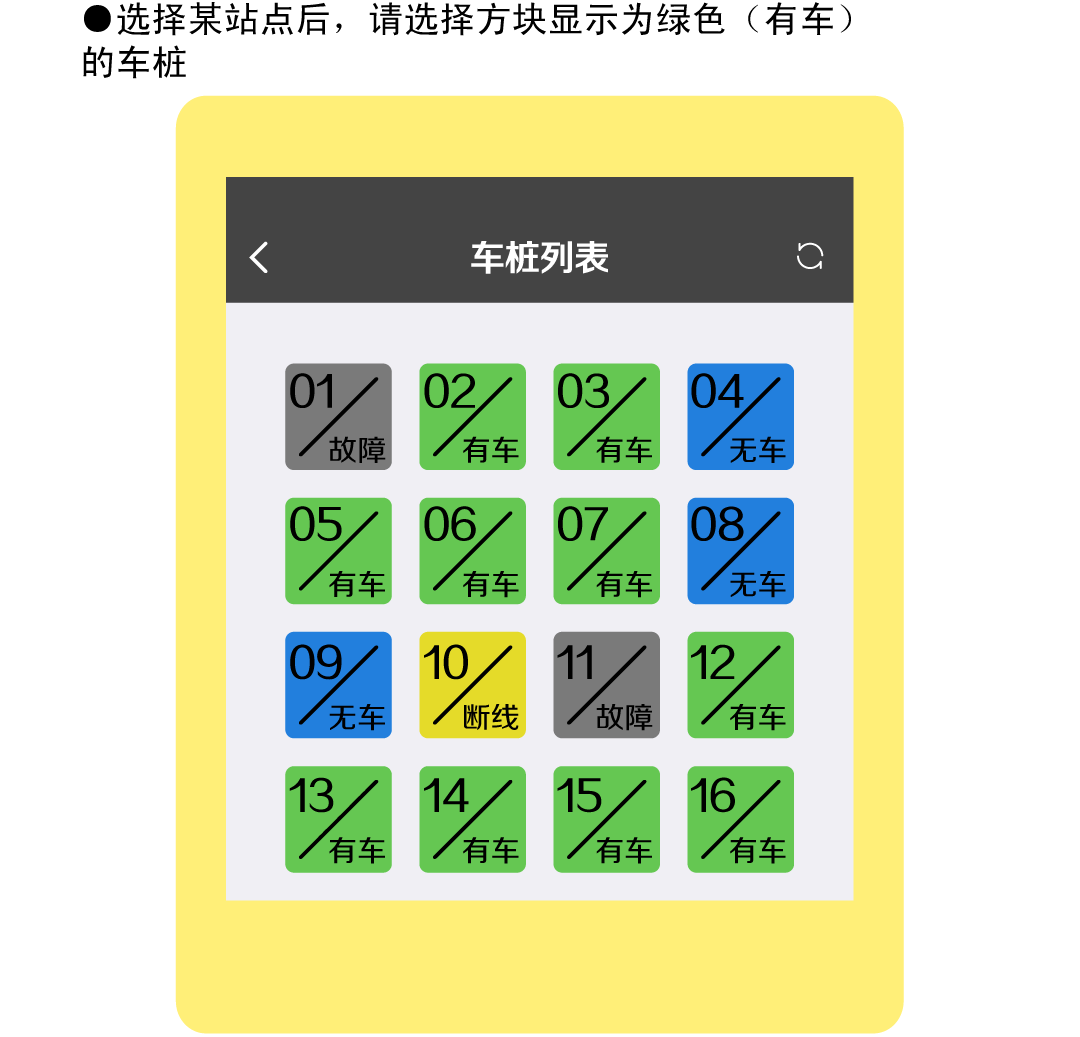 ●选择某站点后，请选择方块显示为绿色（有车）
的车桩
车桩列表
01 02 03 04
故障 有车 有车 无车
05 06 07 08
有车 有车 有车 无车
09 10 11 12
无车 断线 故障 有车
13 14 15 16
有车 有车 有车 有车